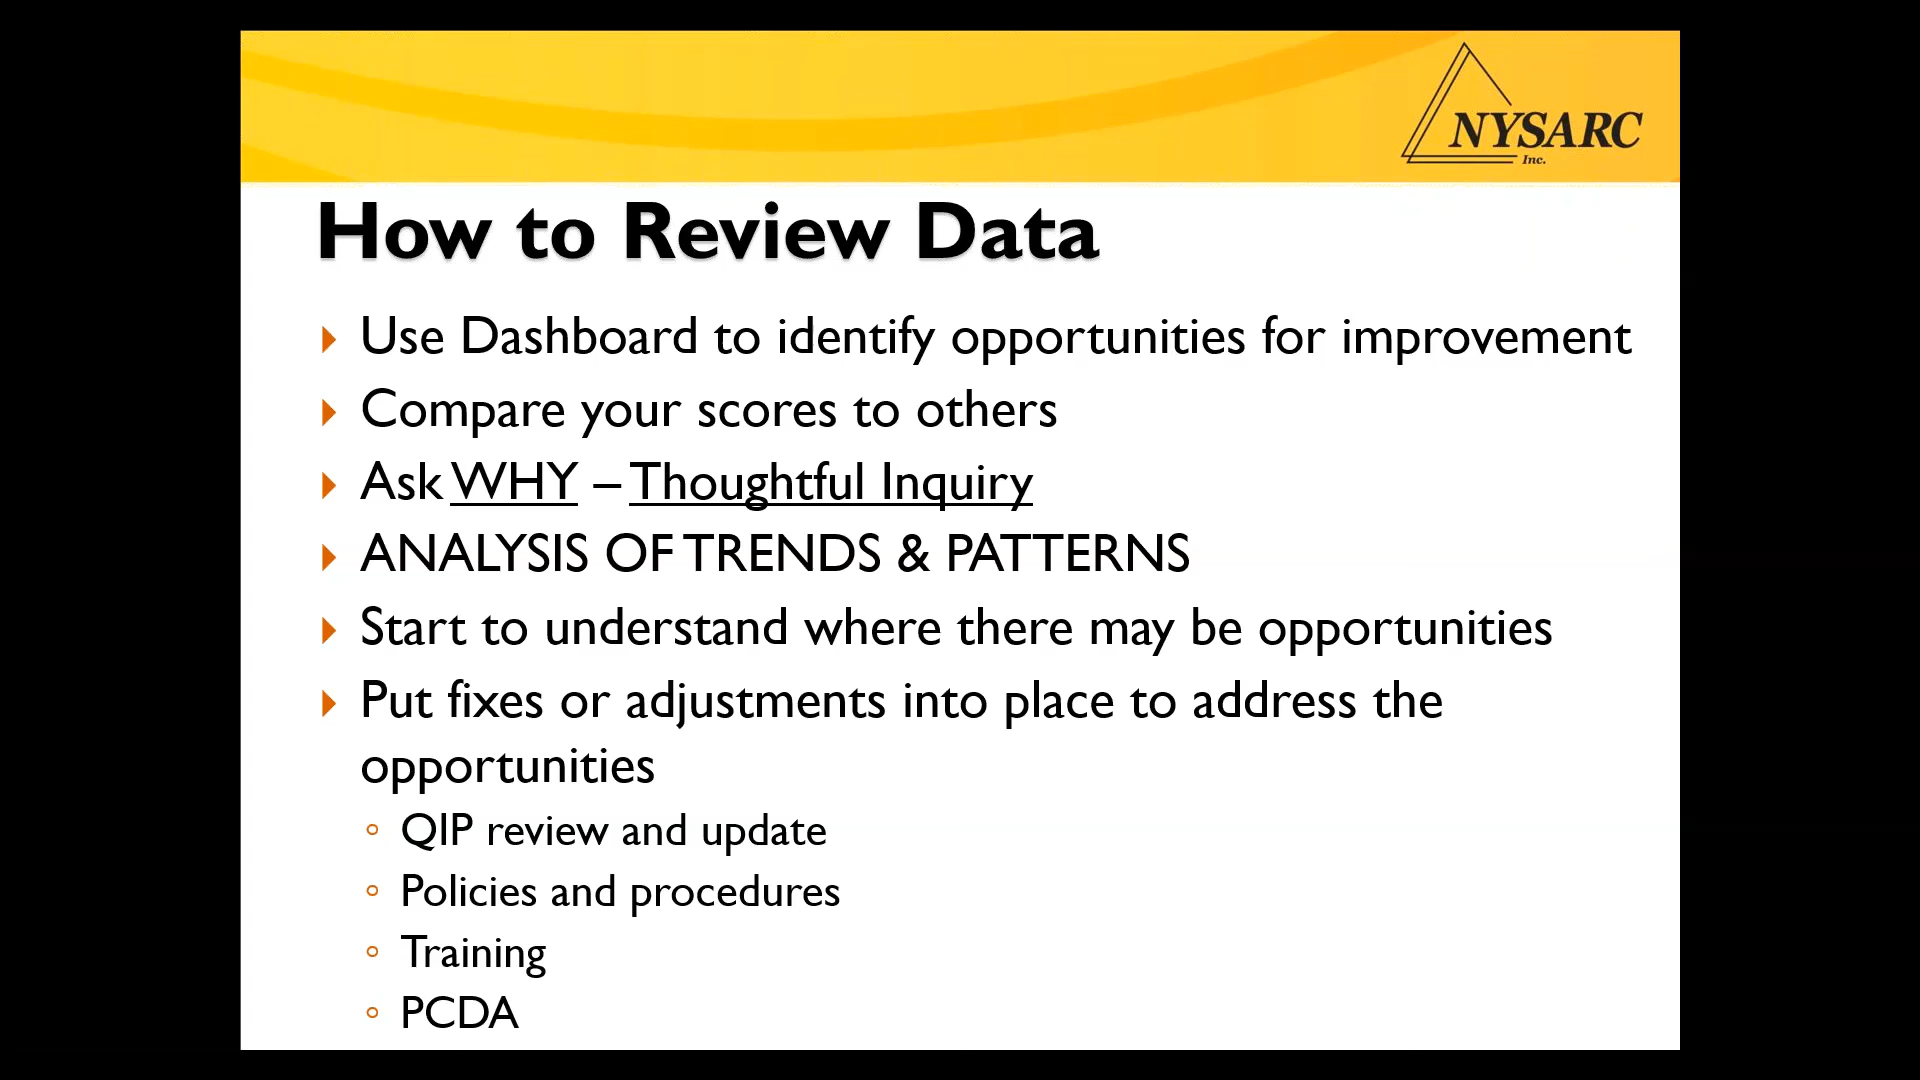 NYSARC
Inc.
How to Review Data
Use Dashboard to identify opportunities for improvement
Compare your scores to others
Ask WHY – Thoughtful Inquiry
ANALYSIS OF TRENDS & PATTERNS
Start to understand where there may be opportunities
Put fixes or adjustments into place to address the
opportunities
QIP review and update
Policies and procedures
Training
PCDA